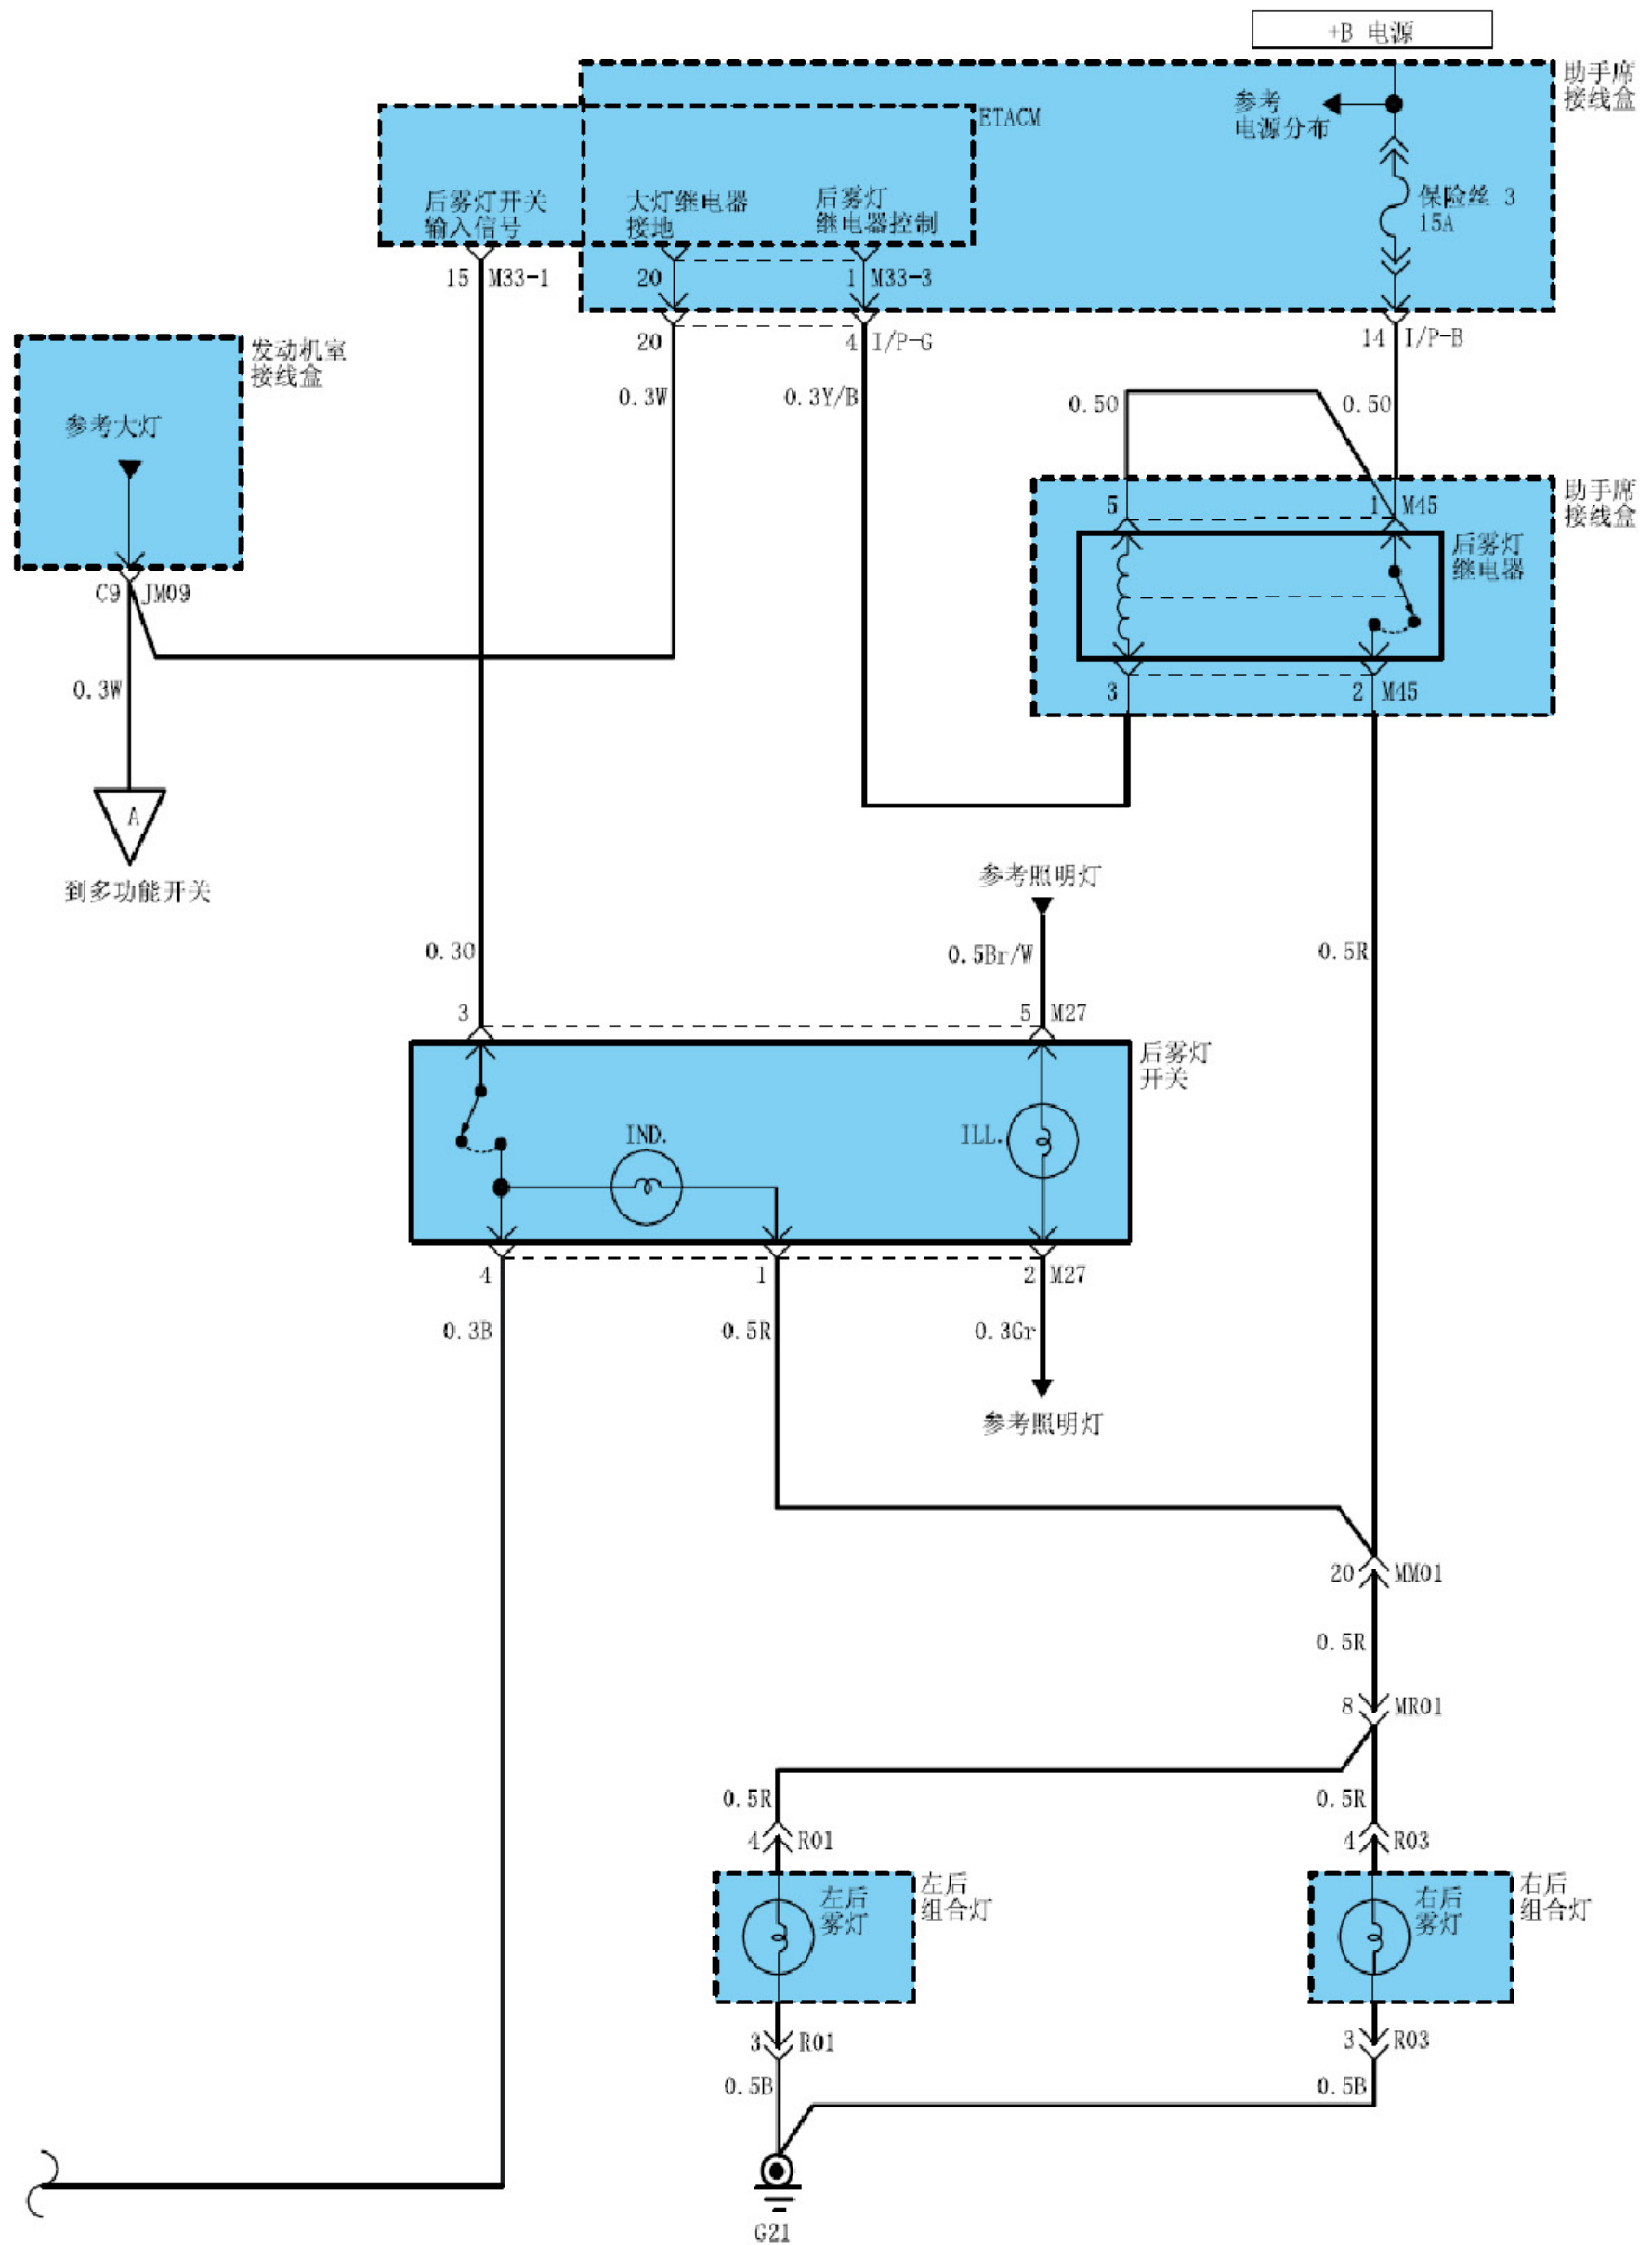 +B 电源
助手席
接线盒
参考
电源分布
ETACM
后雾灯开关
输入信号
大灯继电器
接地
后雾灯
继电器控制
保险丝 3
15A
15 M33-1
20
1 M33-3
20
4 I/P-G
14 I/P-B
发动机室
接线盒
参考大灯
0.3W
0.3Y/B
0.50
0.50
5
1 M45
助手席
接线盒
后雾灯
继电器
C9 JM09
0.3W
3
2 M45
A
到多功能开关
参考照明灯
0.30
0.5Br/W
0.5R
3
5 M27
后雾灯
开关
IND.
ILL.
4
1
2 M27
0.3B
0.5R
0.3Gr
参考照明灯
20 MM01
0.5R
8 MR01
0.5R
0.5R
4 R01
4 R03
左后
雾灯
左后
组合灯
右后
雾灯
右后
组合灯
3 R01
3 R03
0.5B
0.5B
G21